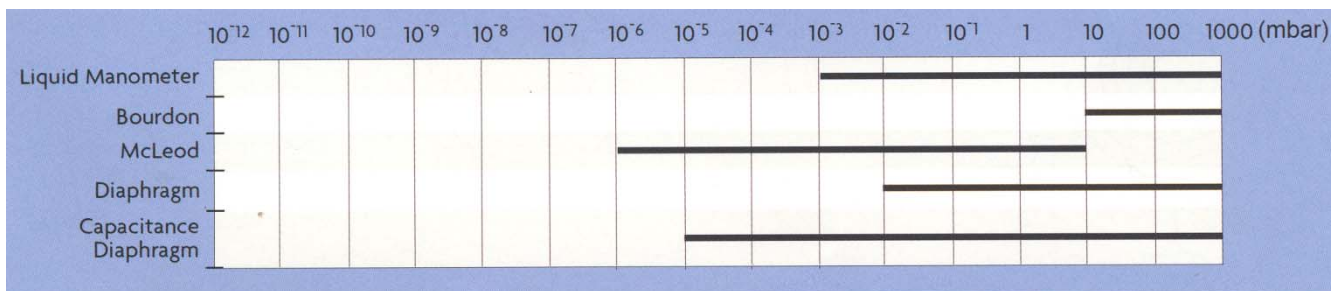 10⁻¹² 10⁻¹¹ 10⁻¹⁰ 10⁻⁹ 10⁻⁸ 10⁻⁷ 10⁻⁶ 10⁻⁵ 10⁻⁴ 10⁻³ 10⁻² 10⁻¹ 1 10 100 1000 (mbar)
Liquid Manometer
Bourdon
McLeod
Diaphragm
Capacitance
Diaphragm